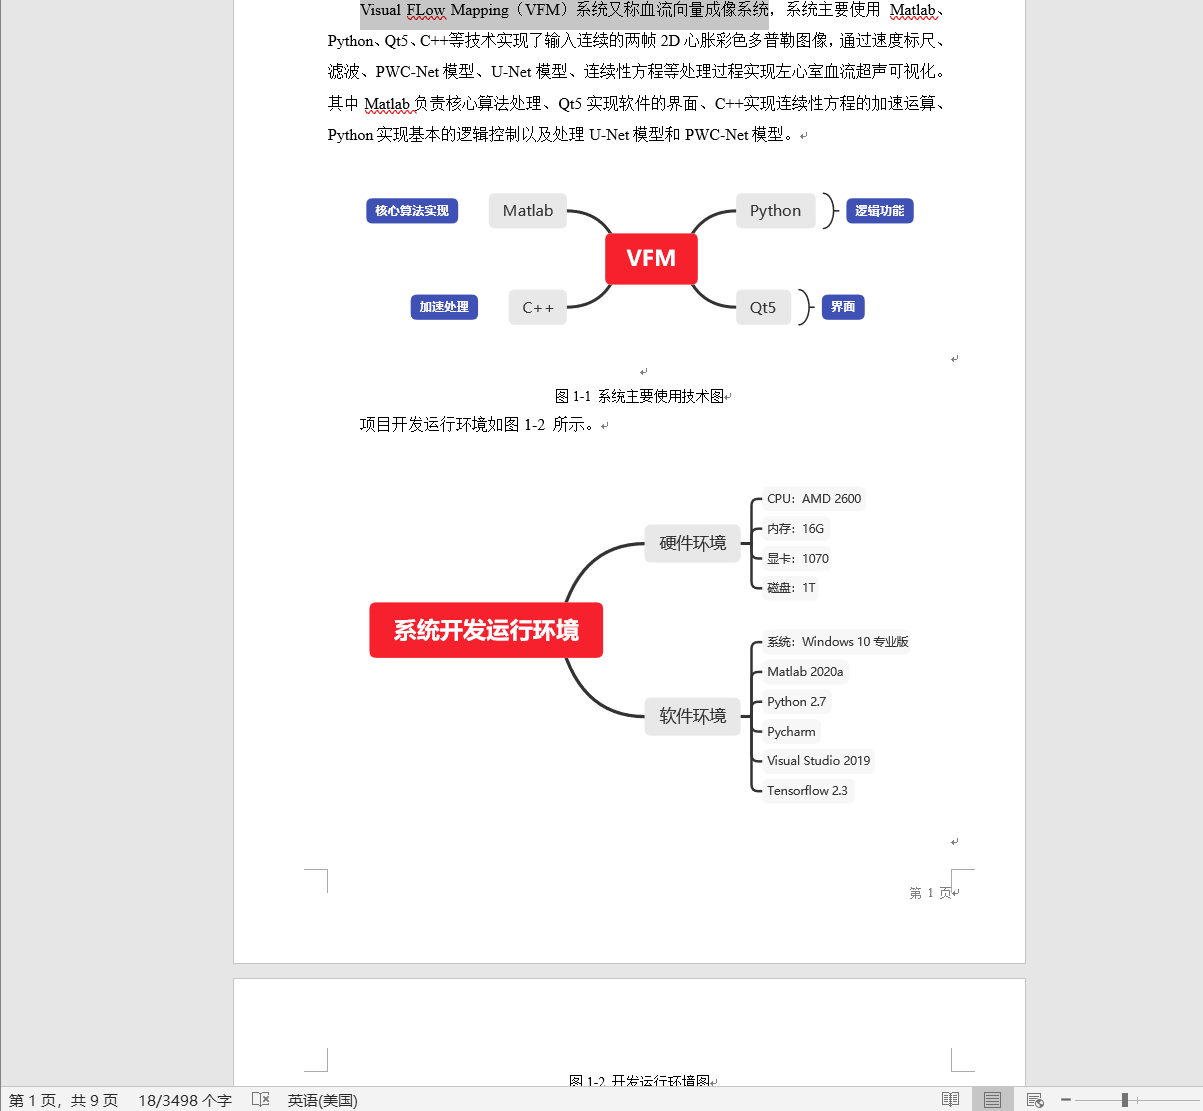 Visual FLow Mapping（VFM）系统又称血流向量成像系统，系统主要使用 Matlab、
Python、Qt5、C++等技术实现了输入连续的两帧 2D 心脏彩色多普勒图像，通过速度标尺、
滤波、PWC-Net 模型、U-Net 模型、连续性方程等处理过程实现左心室血流超声可视化。
其中 Matlab 负责核心算法处理、Qt5 实现软件的界面、C++实现连续性方程的加速运算、
Python 实现基本的逻辑控制以及处理 U-Net 模型和 PWC-Net 模型。
核心算法实现 Matlab Python 逻辑功能
VFM
加速处理 C++ Qt5 界面
图 1-1 系统主要使用技术图
项目开发运行环境如图 1-2 所示。
CPU：AMD 2600
内存：16G
硬件环境
显卡：1070
磁盘：1T
系统开发运行环境
系统：Windows 10 专业版
Matlab 2020a
Python 2.7
软件环境
Pycharm
Visual Studio 2019
Tensorflow 2.3
第 1 页
图 1-2 开发运行环境图
第 1 页，共 9 页 18/3498 个字 英语(美国)